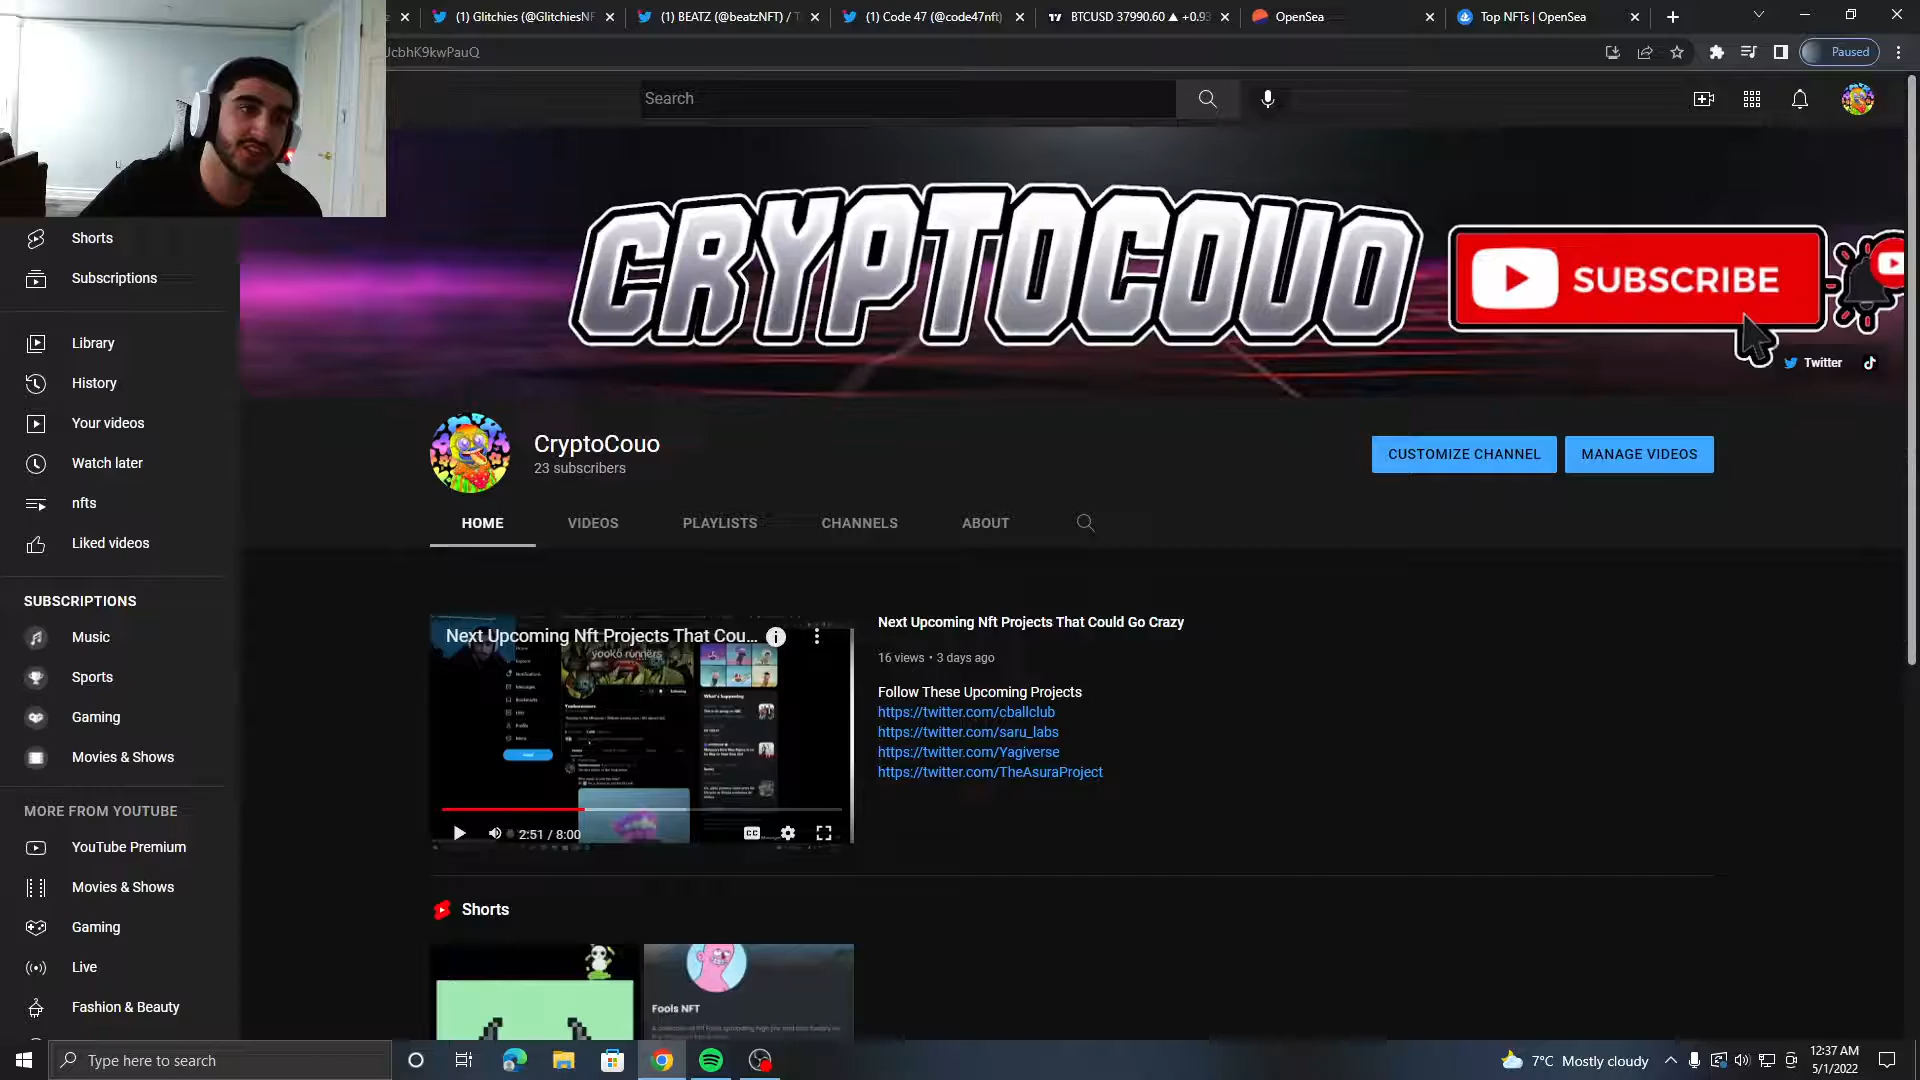 (1) Glitchies (@GlitchiesNF
(1) BEATZ (@beatzNFT) / T
(1) Code 47 (@code47nft)
BTCUSD 37990.60 ▲ +0.93
OpenSea
Top NFTs | OpenSea
JcbhK9kwPauQ
Paused
Search
CRYPTOCOUO
SUBSCRIBE
Twitter
Shorts
Subscriptions
Library
History
Your videos
Watch later
nfts
Liked videos
SUBSCRIPTIONS
Music
Sports
Gaming
Movies & Shows
MORE FROM YOUTUBE
YouTube Premium
Movies & Shows
Gaming
Live
Fashion & Beauty
CryptoCouo
23 subscribers
CUSTOMIZE CHANNEL
MANAGE VIDEOS
HOME
VIDEOS
PLAYLISTS
CHANNELS
ABOUT
Next Upcoming Nft Projects That Cou...
yooko runners
What's happening
2:51 / 8:00
CC
Next Upcoming Nft Projects That Could Go Crazy
16 views • 3 days ago
Follow These Upcoming Projects
https://twitter.com/cballclub
https://twitter.com/saru_labs
https://twitter.com/Yagiverse
https://twitter.com/TheAsuraProject
Shorts
Fools NFT
Type here to search
7°C Mostly cloudy
12:37 AM
5/1/2022